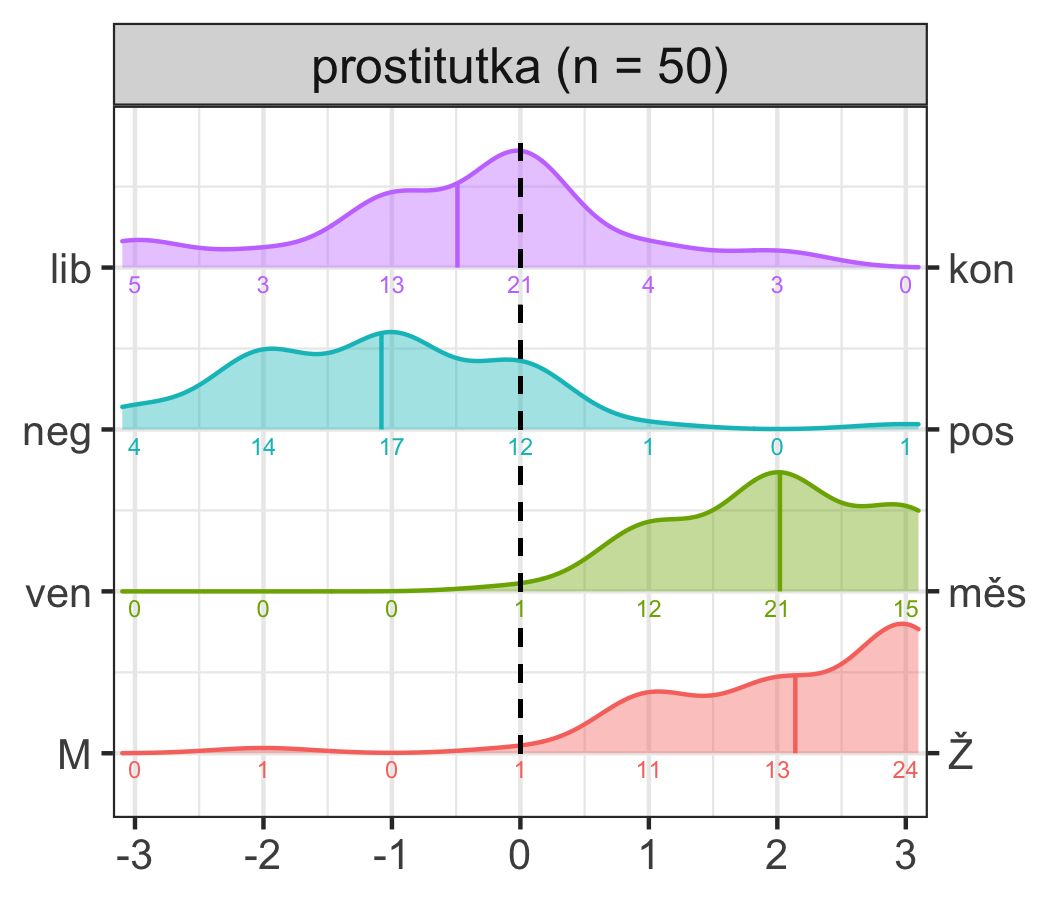 prostitutka (n = 50)
lib kon
5 3 13 21 4 3 0
neg pos
4 14 17 12 1 0 1
ven měs
0 0 0 1 12 21 15
M Ž
0 1 0 1 11 13 24
-3 -2 -1 0 1 2 3